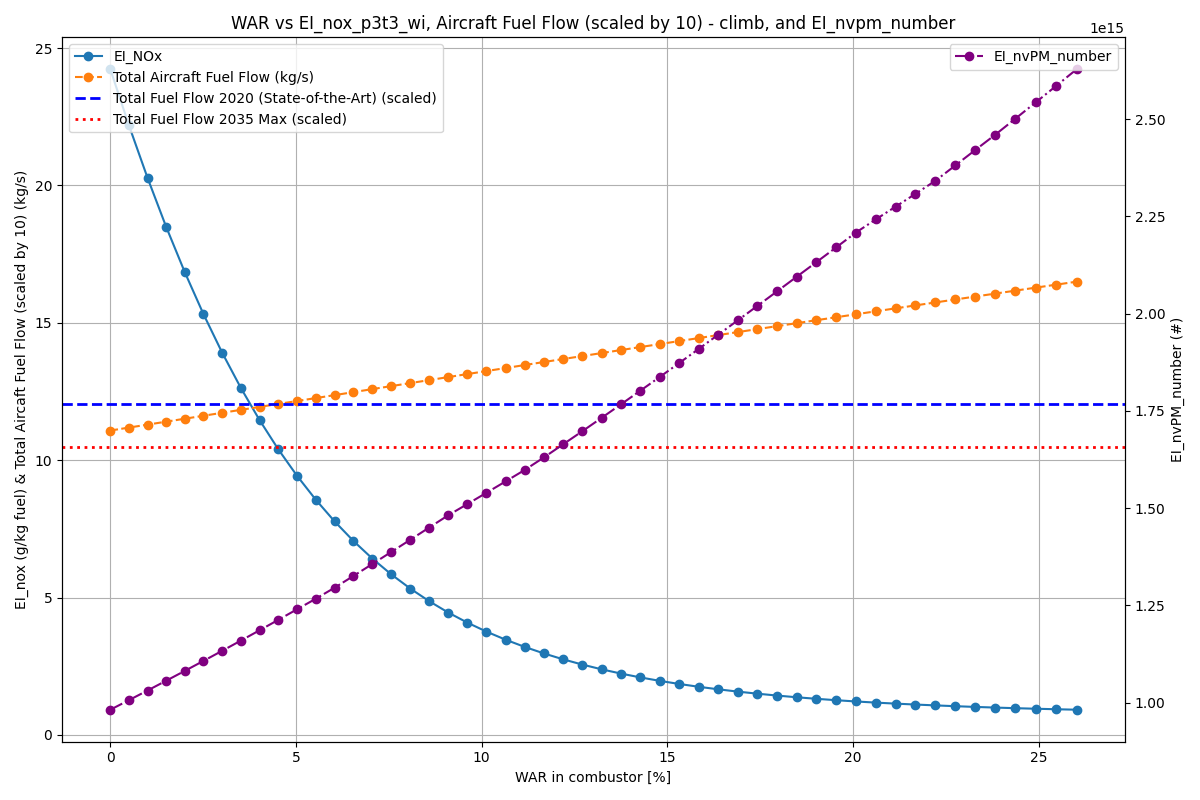 WAR vs EI_nox_p3t3_wi, Aircraft Fuel Flow (scaled by 10) - climb, and EI_nvpm_number
1e15
EI_NOx
Total Aircraft Fuel Flow (kg/s)
Total Fuel Flow 2020 (State-of-the-Art) (scaled)
Total Fuel Flow 2035 Max (scaled)
EI_nvPM_number
EI_nox (g/kg fuel) & Total Aircaft Fuel Flow (scaled by 10) (kg/s)
25
20
15
10
5
0
0
5
10
15
20
25
WAR in combustor [%]
2.50
2.25
2.00
1.75
1.50
1.25
1.00
EI_nvPM_number (#)